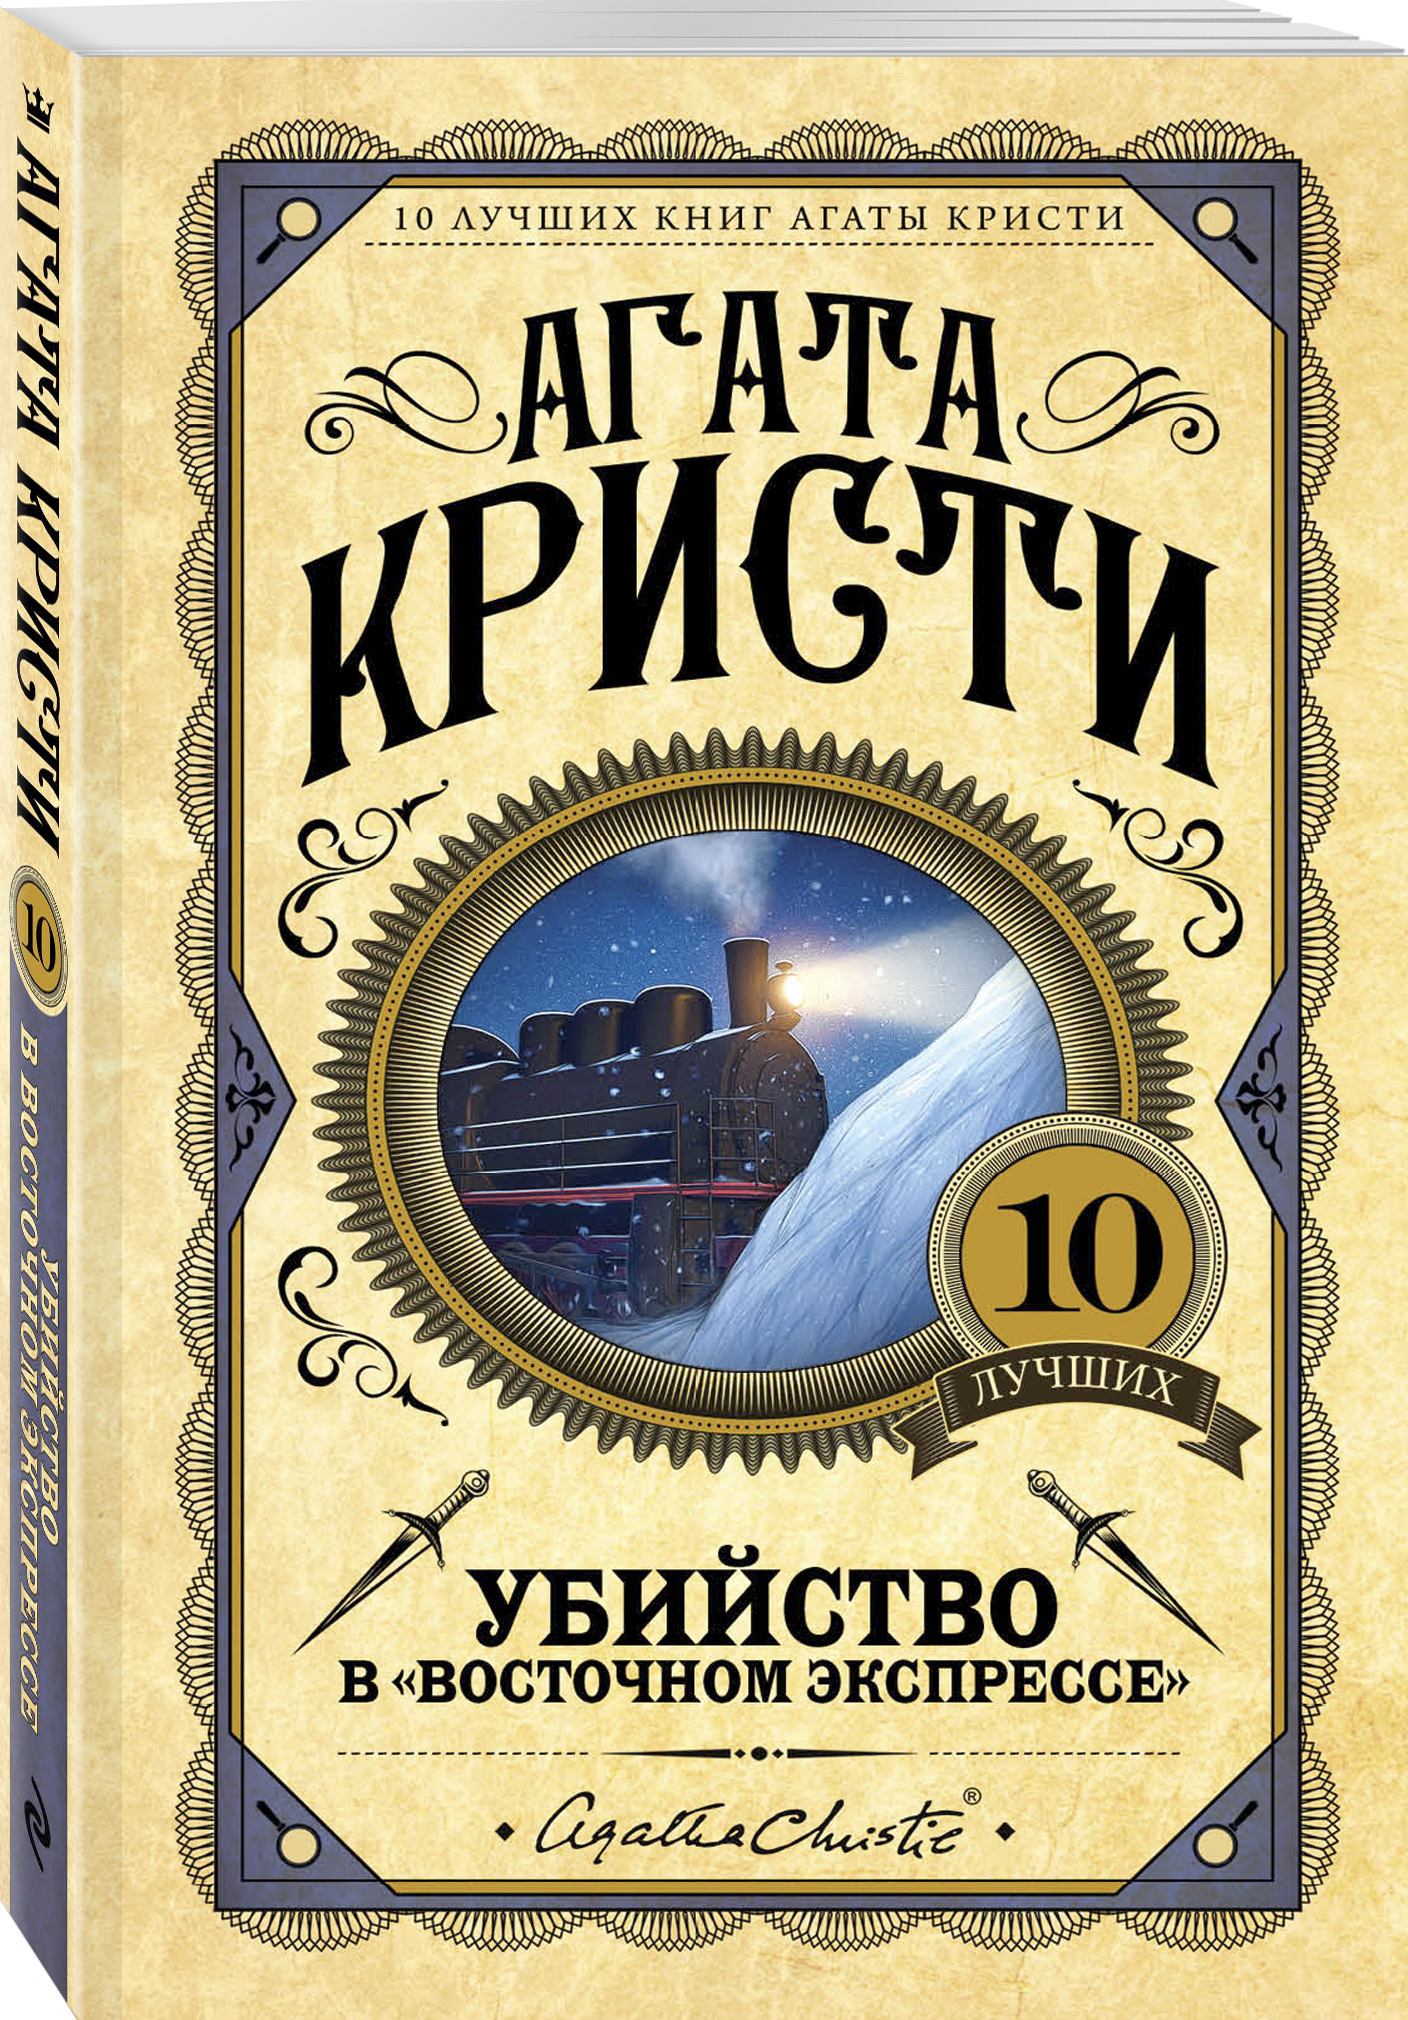 10 ЛУЧШИХ КНИГ АГАТЫ КРИСТИ
АГАТА
КРИСТИ
10
ЛУЧШИХ
УБИЙСТВО
В «ВОСТОЧНОМ ЭКСПРЕССЕ»
Agatha Christie®
АГАТА КРИСТИ
10
УБИЙСТВО
В ВОСТОЧНОМ ЭКСПРЕССЕ